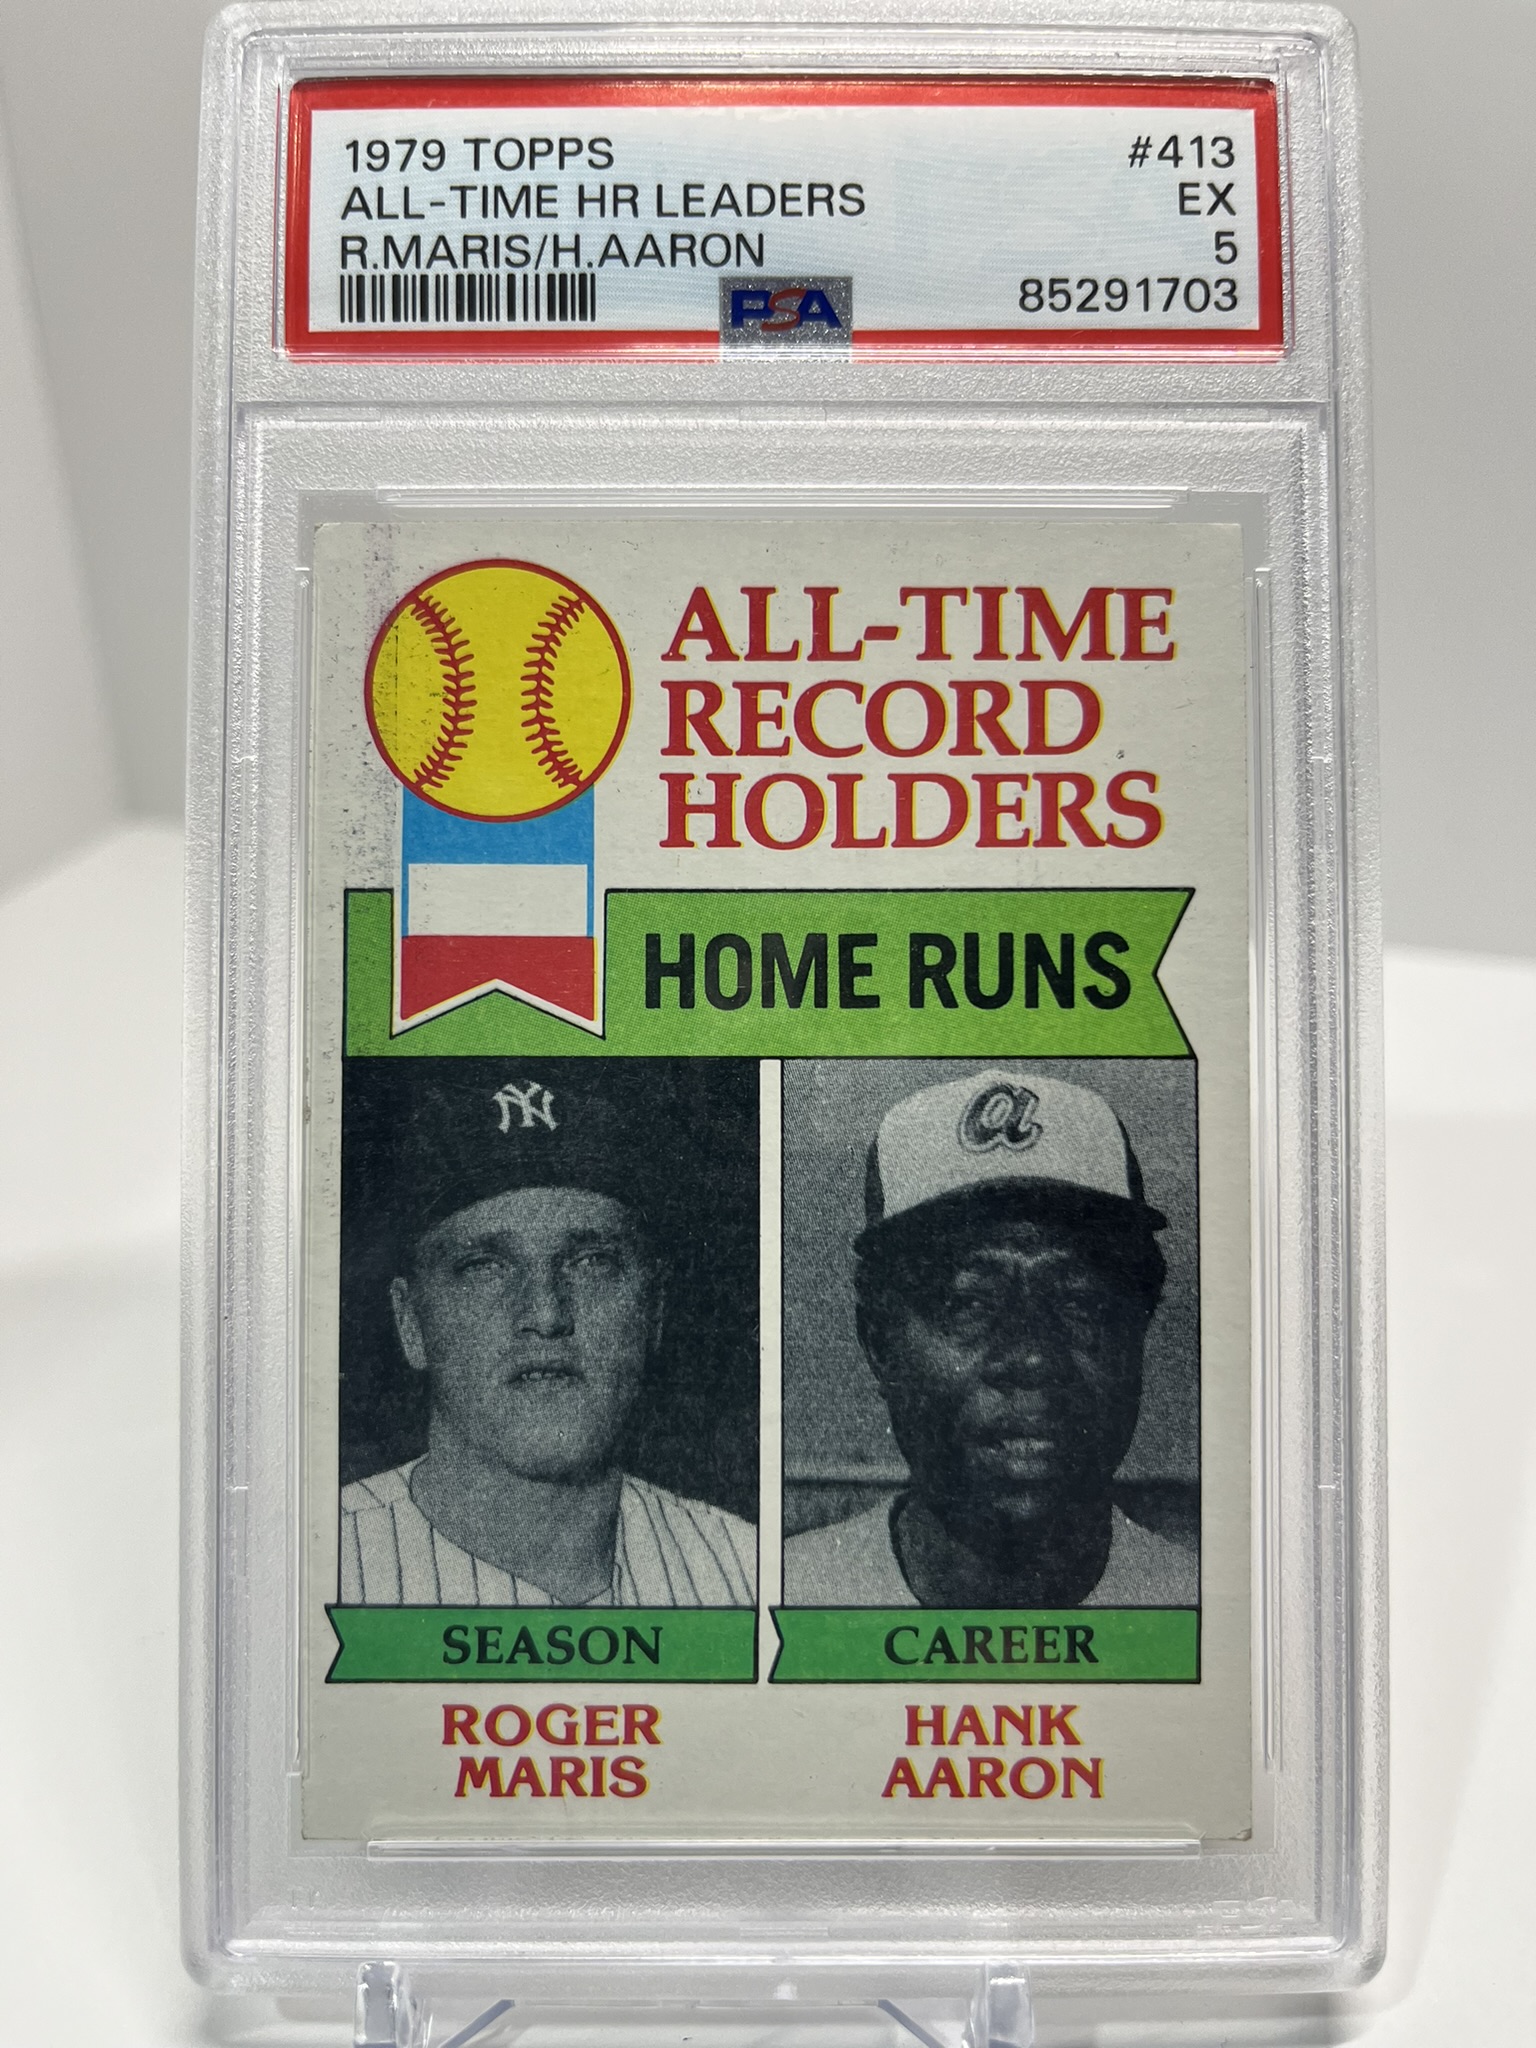 1979 TOPPS #413
ALL-TIME HR LEADERS EX
R.MARIS/H.AARON 5
PSA 85291703
ALL-TIME
RECORD
HOLDERS
HOME RUNS
NY
a
SEASON CAREER
ROGER HANK
MARIS AARON
PSA